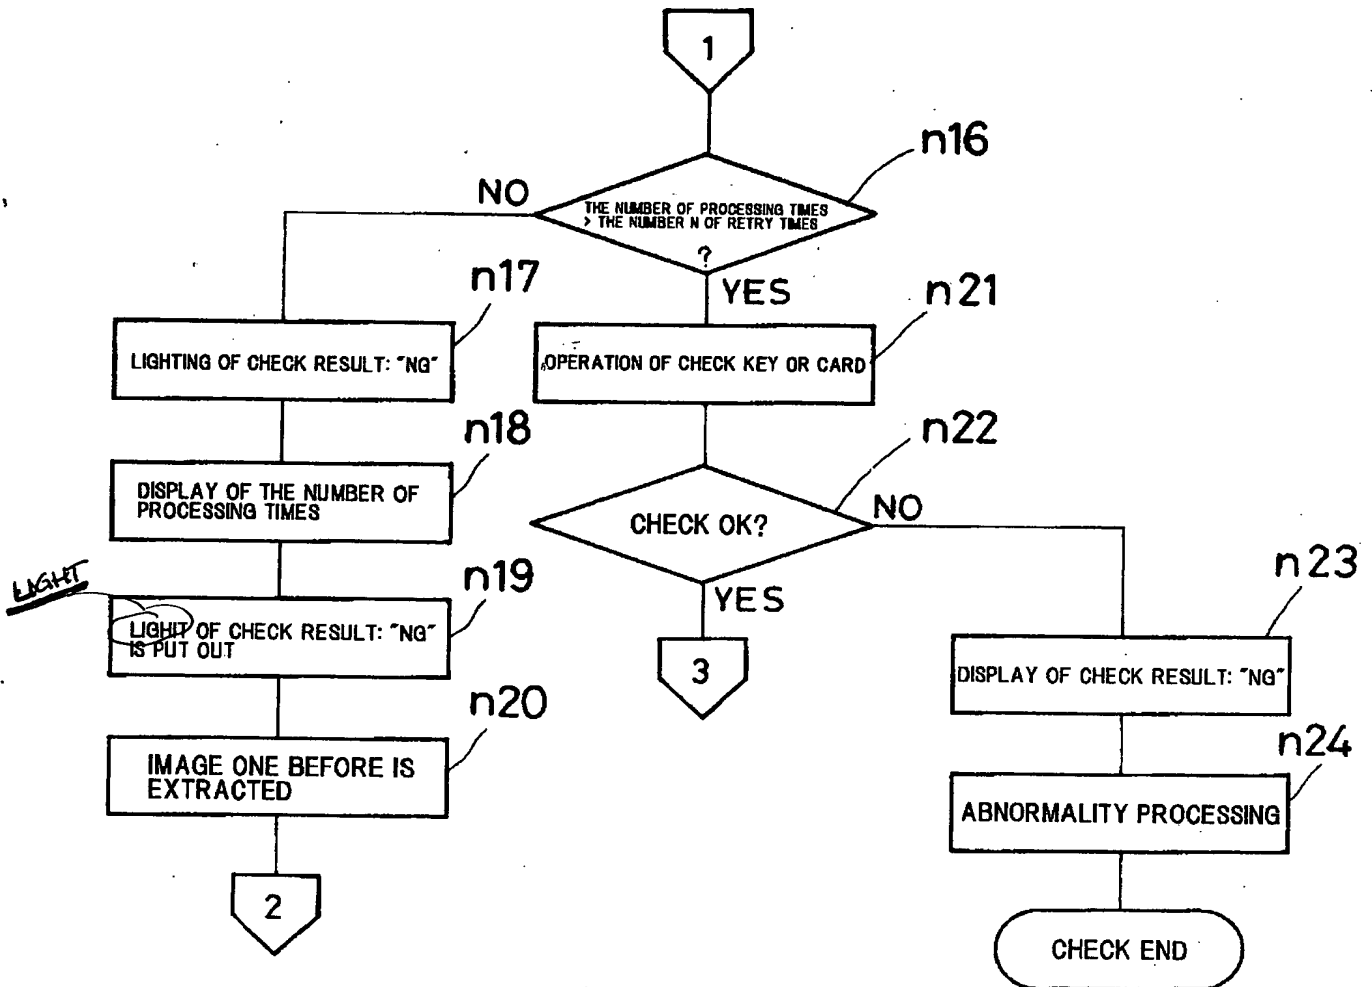 1
n16
NO
THE NUMBER OF PROCESSING TIMES
> THE NUMBER N OF RETRY TIMES
?
YES
n17
LIGHTING OF CHECK RESULT: "NG"
n21
OPERATION OF CHECK KEY OR CARD
n18
DISPLAY OF THE NUMBER OF
PROCESSING TIMES
n22
CHECK OK?
NO
YES
LIGHT
n19
LIGHIT OF CHECK RESULT: "NG"
IS PUT OUT
3
n23
DISPLAY OF CHECK RESULT: "NG"
n20
IMAGE ONE BEFORE IS
EXTRACTED
n24
ABNORMALITY PROCESSING
2
CHECK END